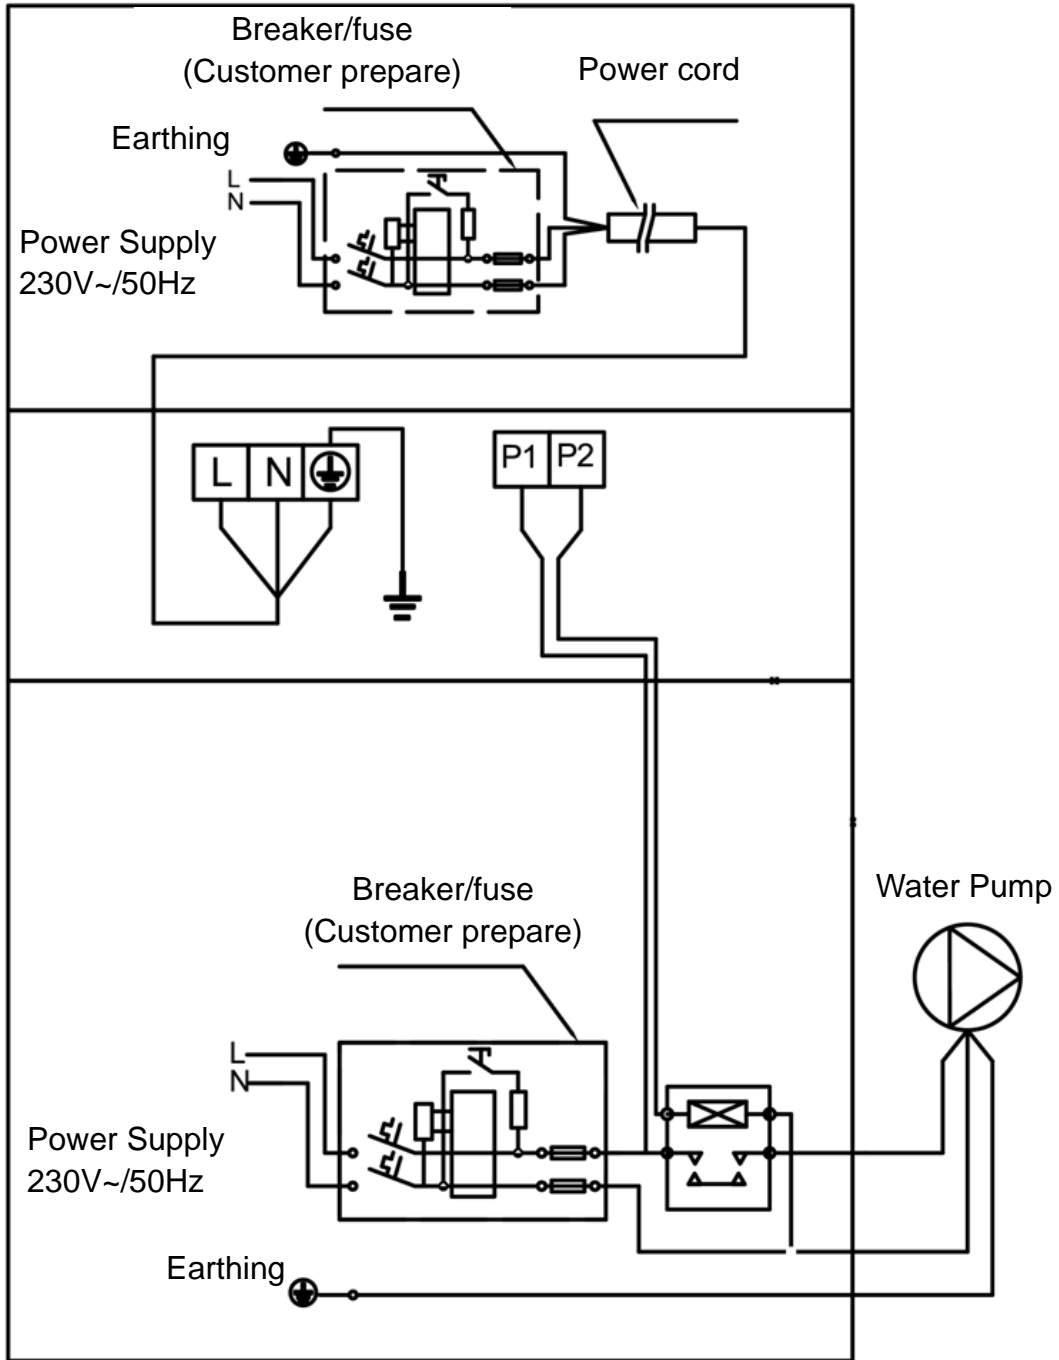 Breaker/fuse
(Customer prepare)
Power cord
Earthing
L
N
Power Supply
230V~/50Hz
L N
P1 P2
Water Pump
Breaker/fuse
(Customer prepare)
L
N
Power Supply
230V~/50Hz
Earthing